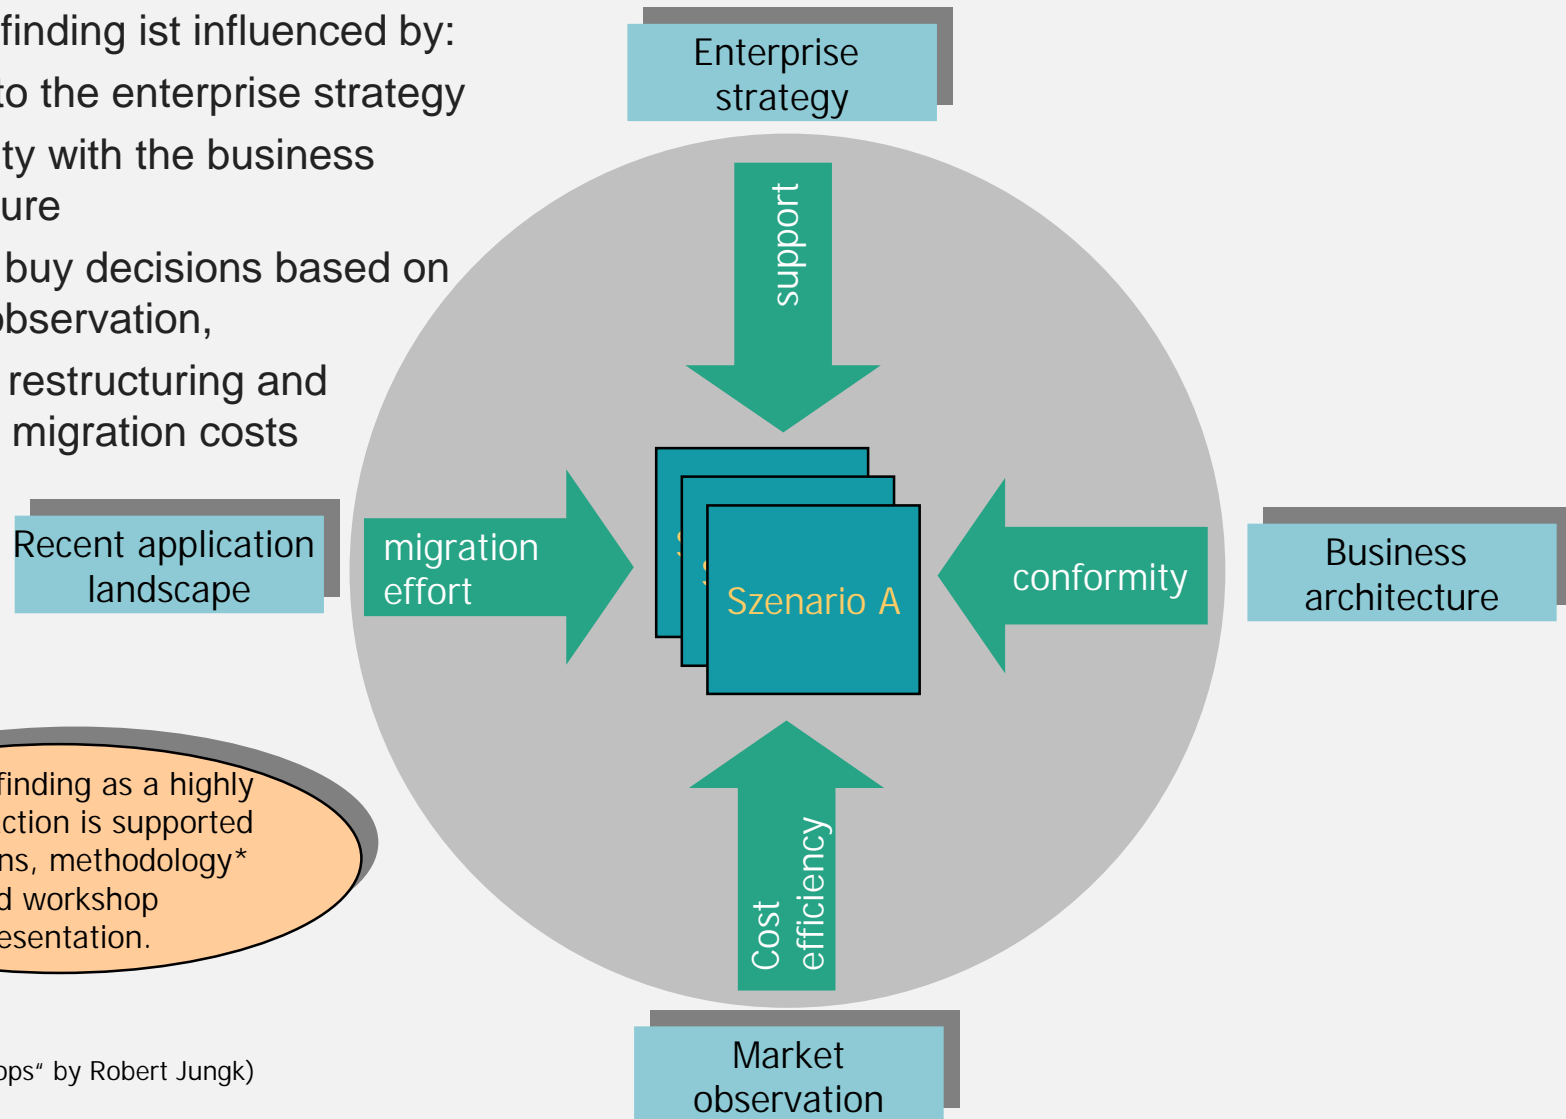 finding ist influenced by:
to the enterprise strategy
ty with the business
ure
buy decisions based on
observation,
restructuring and
migration costs
Enterprise
strategy
support
Recent application
landscape
migration
effort
S
S
Szenario A
conformity
Business
architecture
Cost
efficiency
Market
observation
finding as a highly
ction is supported
ns, methodology*
d workshop
esentation.
ops“ by Robert Jungk)